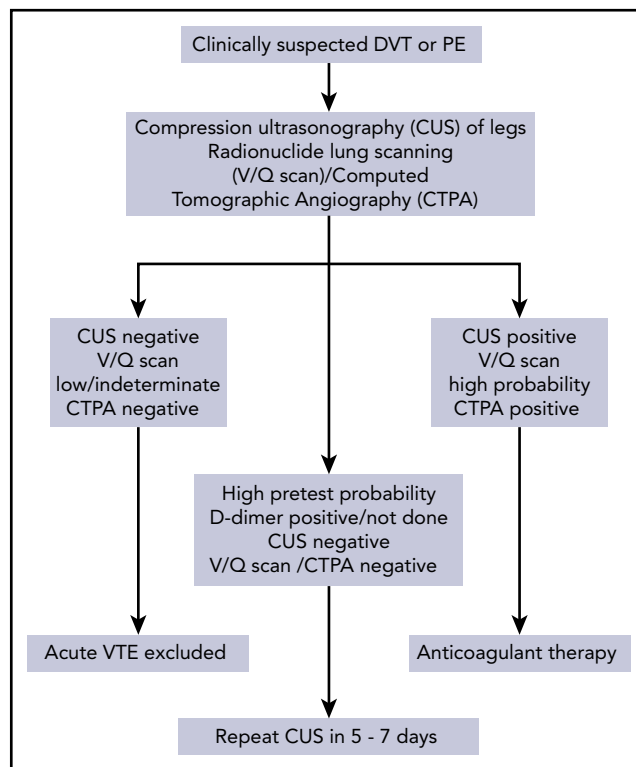 Clinically suspected DVT or PE
Compression ultrasonography (CUS) of legs
Radionuclide lung scanning
(V/Q scan)/Computed
Tomographic Angiography (CTPA)
CUS negative
V/Q scan
low/indeterminate
CTPA negative
CUS positive
V/Q scan
high probability
CTPA positive
High pretest probability
D-dimer positive/not done
CUS negative
V/Q scan /CTPA negative
Acute VTE excluded
Anticoagulant therapy
Repeat CUS in 5 - 7 days